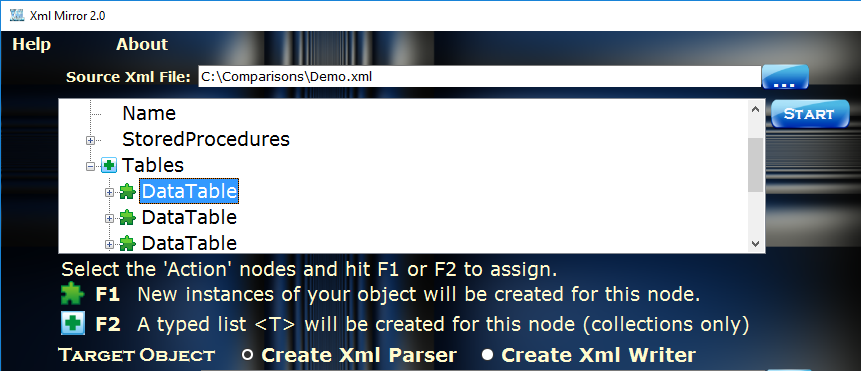 Xml Mirror 2.0
Help About
Source Xml File: C:\Comparisons\Demo.xml ...
Name
START
StoredProcedures
Tables
DataTable
DataTable
DataTable
Select the 'Action' nodes and hit F1 or F2 to assign.
F1 New instances of your object will be created for this node.
F2 A typed list <T> will be created for this node (collections only)
TARGET OBJECT Create Xml Parser Create Xml Writer